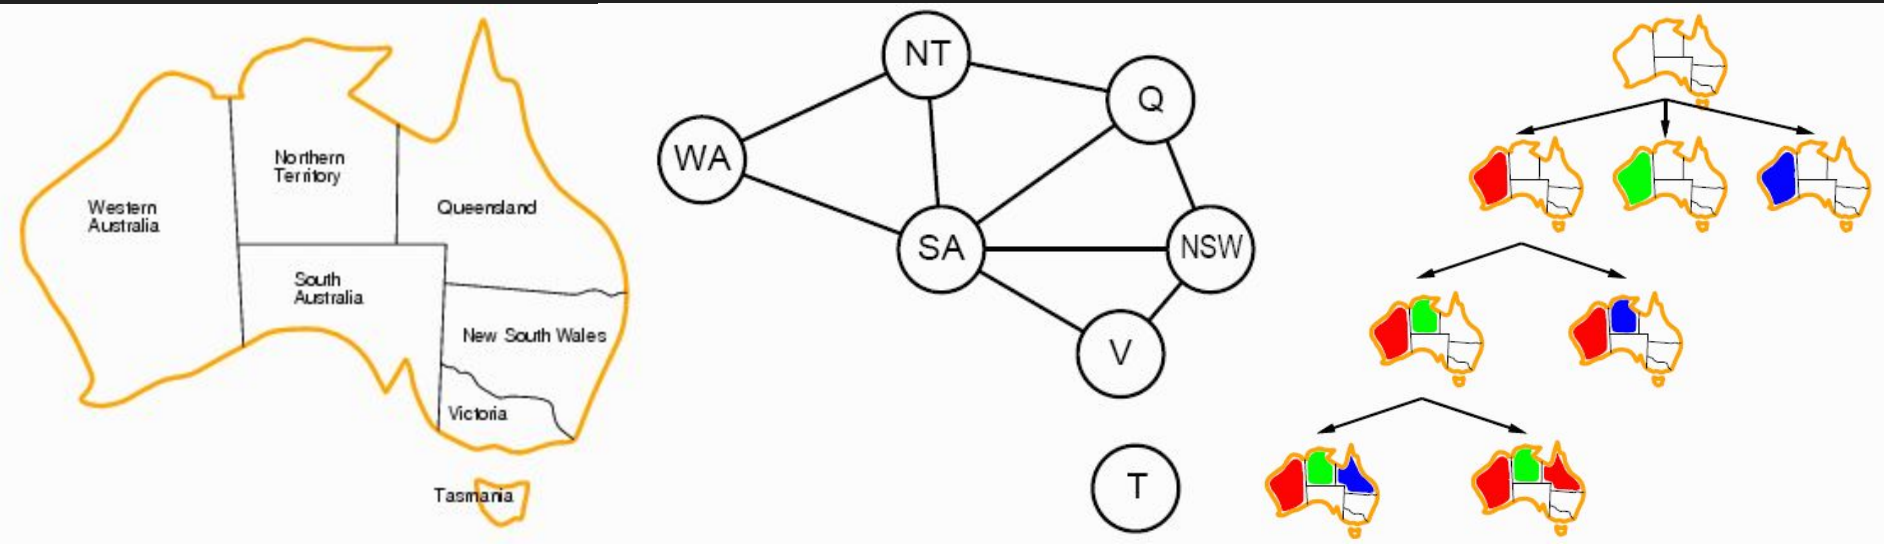 Northern
Territory
Western
Australia
Queensland
South
Australia
New South Wales
Victoria
Tasmania
NT
Q
WA
SA
NSW
V
T